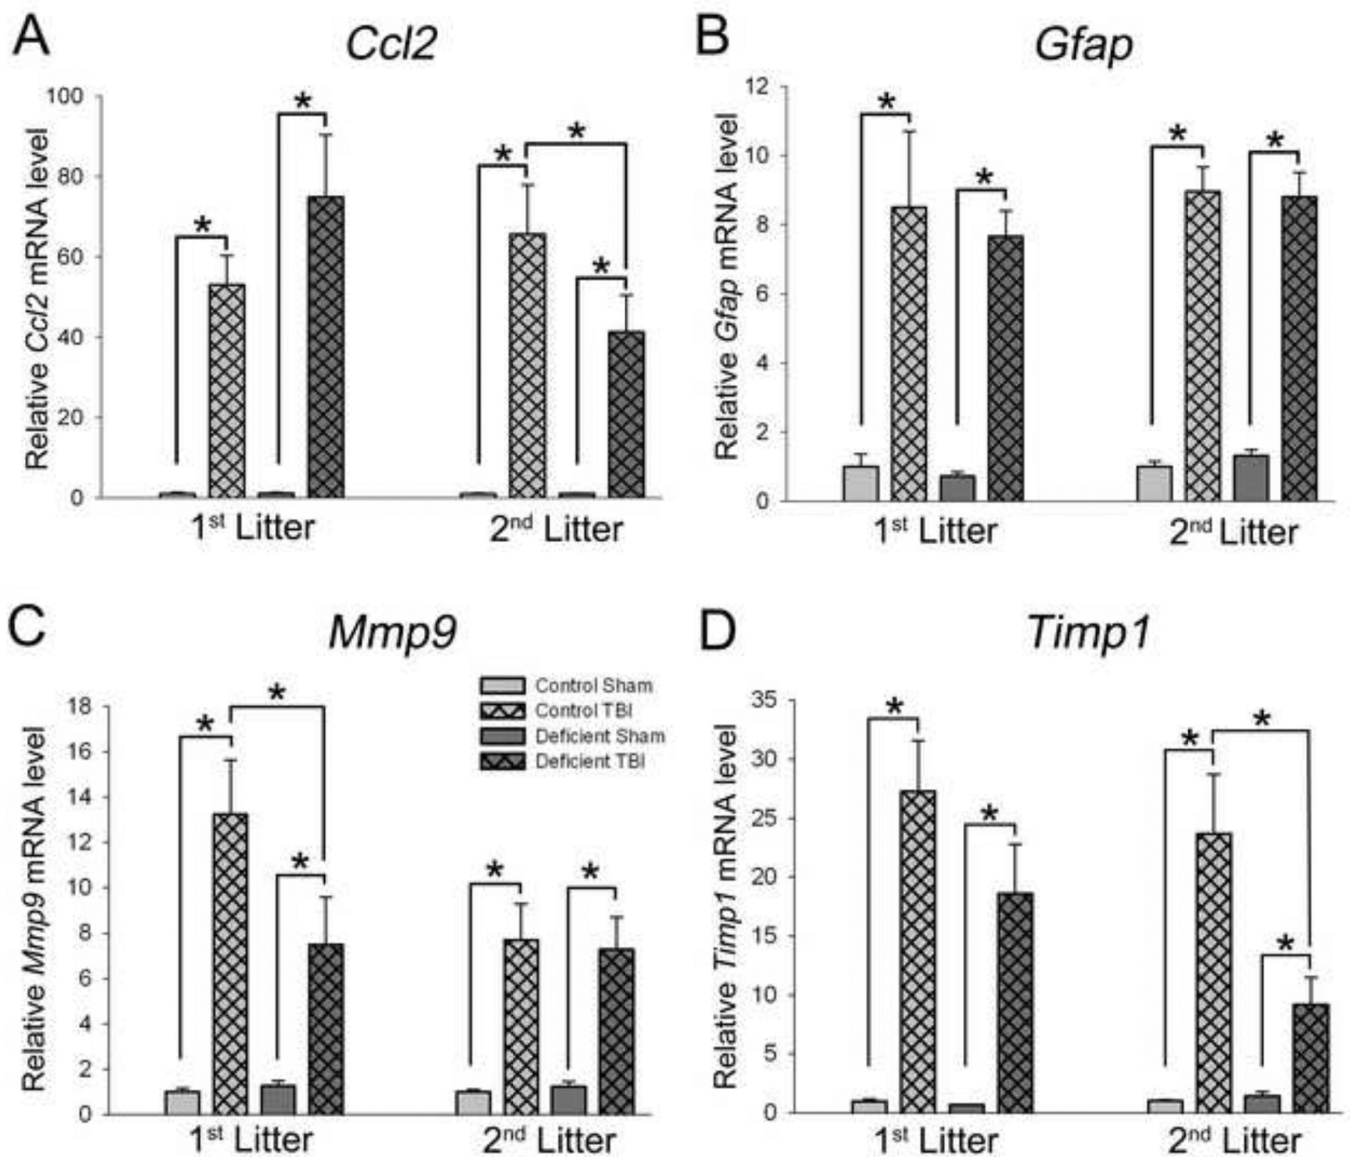 A
Ccl2
Relative Ccl2 mRNA level
100
80
60
40
20
0
*
*
*
*
*
1st Litter
2nd Litter
B
Gfap
Relative Gfap mRNA level
12
10
8
6
4
2
0
*
*
*
*
1st Litter
2nd Litter
C
Mmp9
Relative Mmp9 mRNA level
18
16
14
12
10
8
6
4
2
0
*
*
*
*
*
Control Sham
Control TBI
Deficient Sham
Deficient TBI
1st Litter
2nd Litter
D
Timp1
Relative Timp1 mRNA level
35
30
25
20
15
10
5
0
*
*
*
*
*
1st Litter
2nd Litter